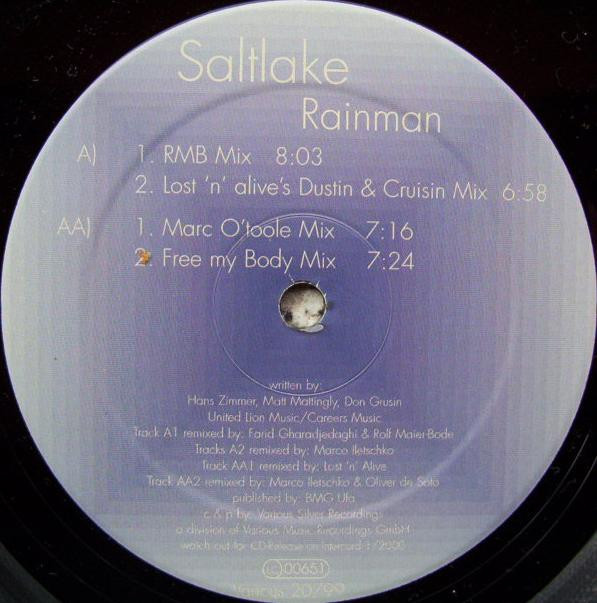 Saltlake
Rainman
A) 1. RMB Mix 8:03
2. Lost 'n' alive's Dustin & Cruisin Mix 6:58
AA) 1. Marc O'toole Mix 7:16
2. Free my Body Mix 7:24
written by:
Hans Zimmer, Matt Mattingly, Don Grusin
United Lion Music/Careers Music
Track A1 remixed by: Farid Gharadjedaghi & Rolf Maier-Bode
Tracks A2 remixed by: Marco Iletschko
Track AA1 remixed by: Lost 'n' Alive
Track AA2 remixed by: Marco Iletschko & Oliver de Soto
published by: BMG Ufa
c & p by: Various Silver Recordings
a division of Various Music Recordings GmbH
watch out for CD-Release on Intercord 1/2000
LC 00651
Various 20/99